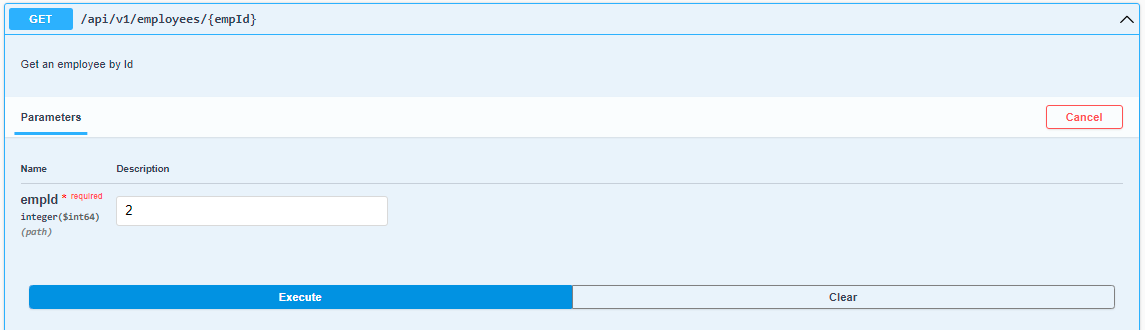 GET /api/v1/employees/{empId}
Get an employee by Id
Parameters Cancel
Name Description
empId * required
integer($int64)
(path)
2
Execute Clear